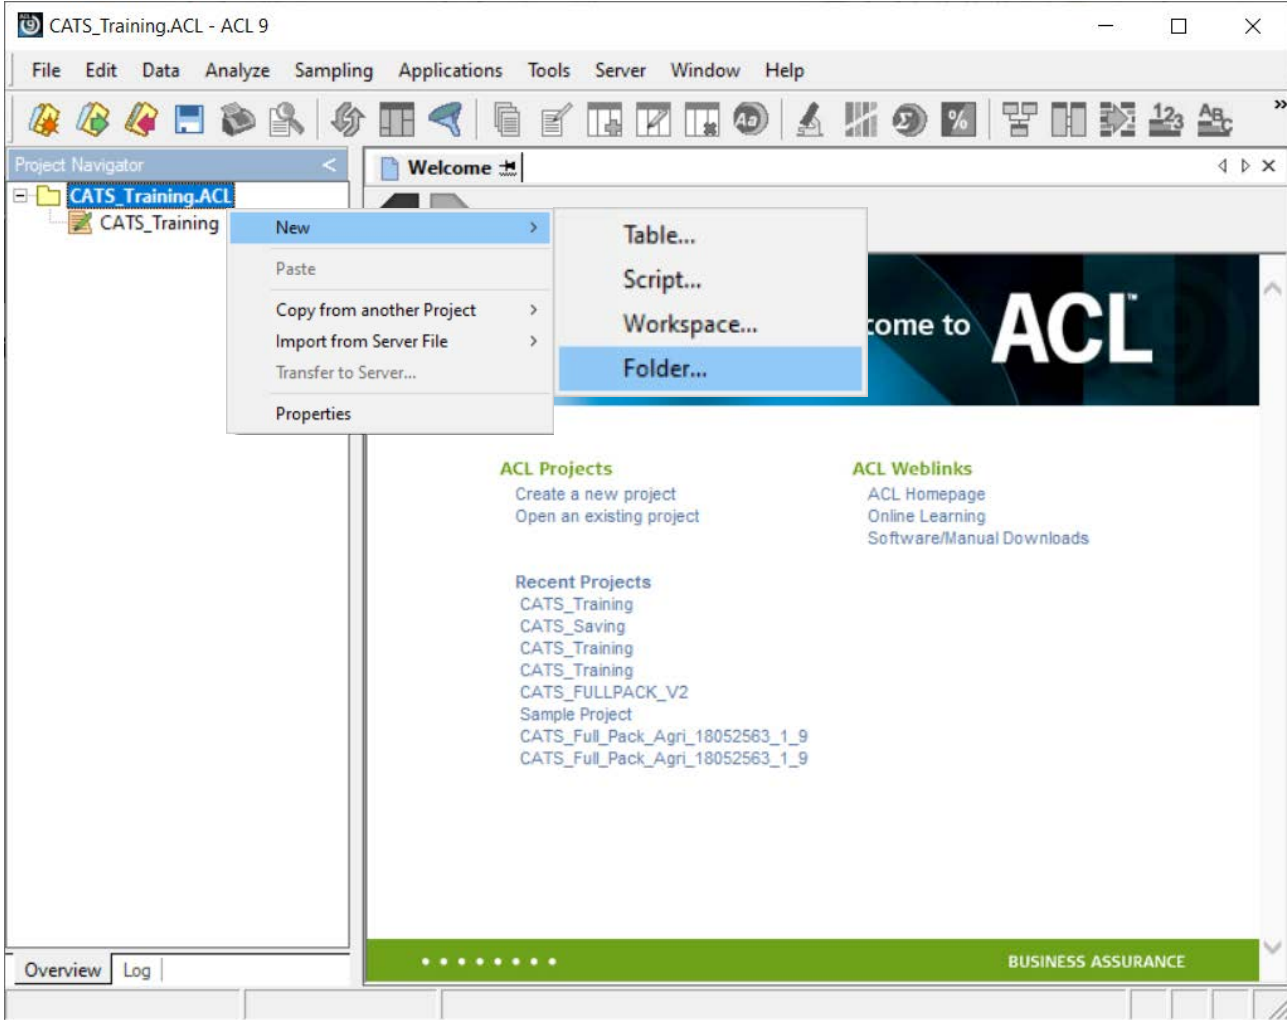 CATS_Training.ACL - ACL 9
File Edit Data Analyze Sampling Applications Tools Server Window Help
Project Navigator <
Welcome
CATS_Training.ACL
CATS_Training
New
Paste
Copy from another Project
Import from Server File
Transfer to Server...
Properties
Table...
Script...
Workspace...
Folder...
come to ACL™
ACL Projects
Create a new project
Open an existing project
ACL Weblinks
ACL Homepage
Online Learning
Software/Manual Downloads
Recent Projects
CATS_Training
CATS_Saving
CATS_Training
CATS_Training
CATS_FULLPACK_V2
Sample Project
CATS_Full_Pack_Agri_18052563_1_9
CATS_Full_Pack_Agri_18052563_1_9
BUSINESS ASSURANCE
Overview Log